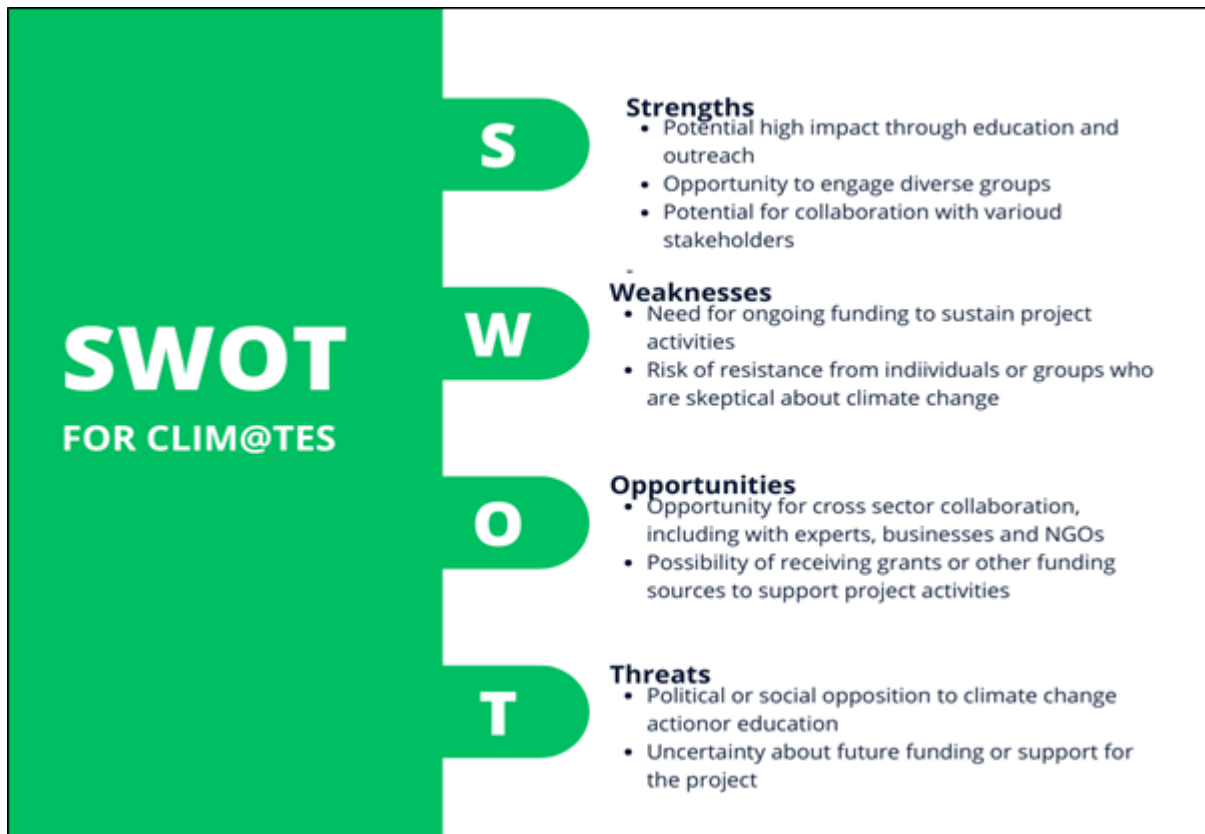 SWOT
FOR CLIM@TES
S
Strengths
• Potential high impact through education and
outreach
• Opportunity to engage diverse groups
• Potential for collaboration with varioud
stakeholders
-
W
Weaknesses
• Need for ongoing funding to sustain project
activities
• Risk of resistance from indiividuals or groups who
are skeptical about climate change
O
Opportunities
• Opportunity for cross sector collaboration,
including with experts, businesses and NGOs
• Possibility of receiving grants or other funding
sources to support project activities
T
Threats
• Political or social opposition to climate change
actionor education
• Uncertainty about future funding or support for
the project